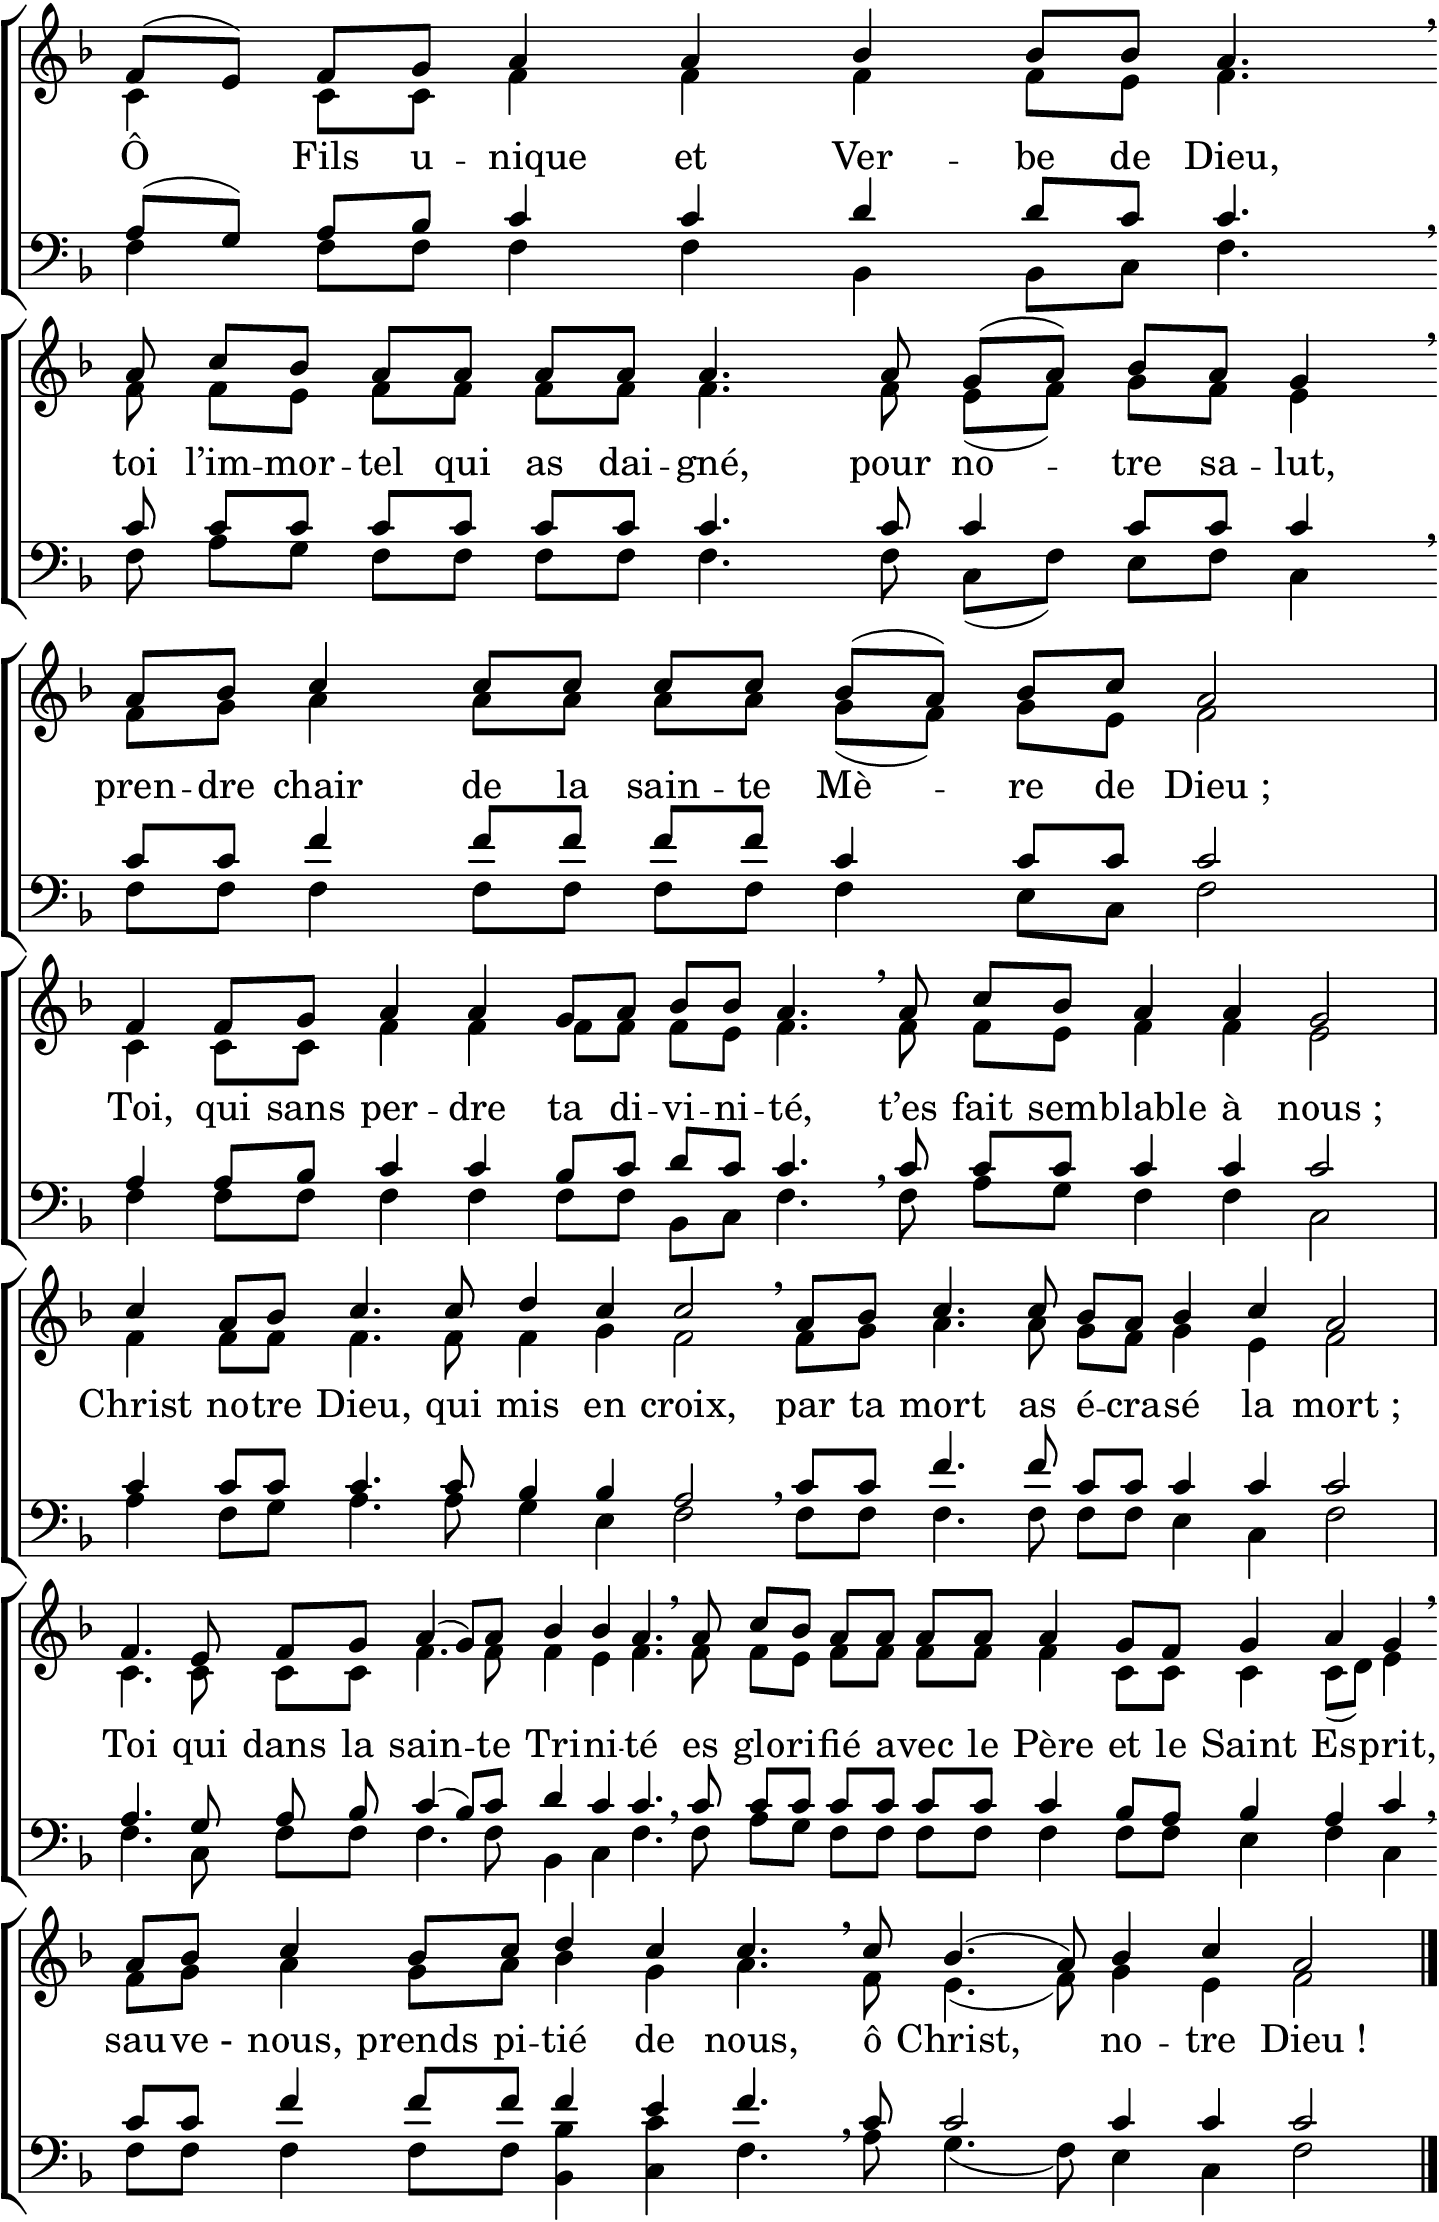 Ô Fils u - nique et Ver - be de Dieu,
toi l’im - mor - tel qui as dai - gné, pour no - tre sa - lut,
pren - dre chair de la sain - te Mè - re de Dieu ;
Toi, qui sans per - dre ta di - vi - ni - té, t’es fait semblable à nous ;
Christ notre Dieu, qui mis en croix, par ta mort as é - crasé la mort ;
Toi qui dans la sain - te Trini - té es glorifié avec le Père et le Saint Esprit,
sauve - nous, prends pi - tié de nous, ô Christ, no - tre Dieu !